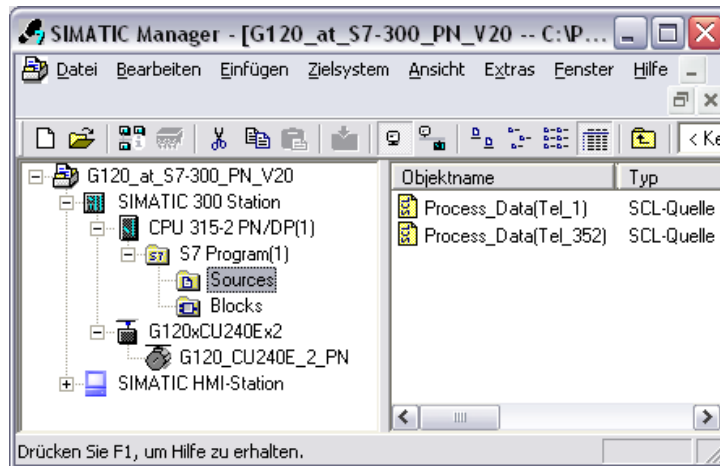 SIMATIC Manager - [G120_at_S7-300_PN_V20 -- C:\P...
Datei Bearbeiten Einfügen Zielsystem Ansicht Extras Fenster Hilfe
< Ke
G120_at_S7-300_PN_V20
SIMATIC 300 Station
CPU 315-2 PN/DP(1)
S7 Program(1)
Sources
Blocks
G120xCU240Ex2
G120_CU240E_2_PN
SIMATIC HMI-Station
Objektname Typ
Process_Data(Tel_1) SCL-Quelle
Process_Data(Tel_352) SCL-Quelle
Drücken Sie F1, um Hilfe zu erhalten.